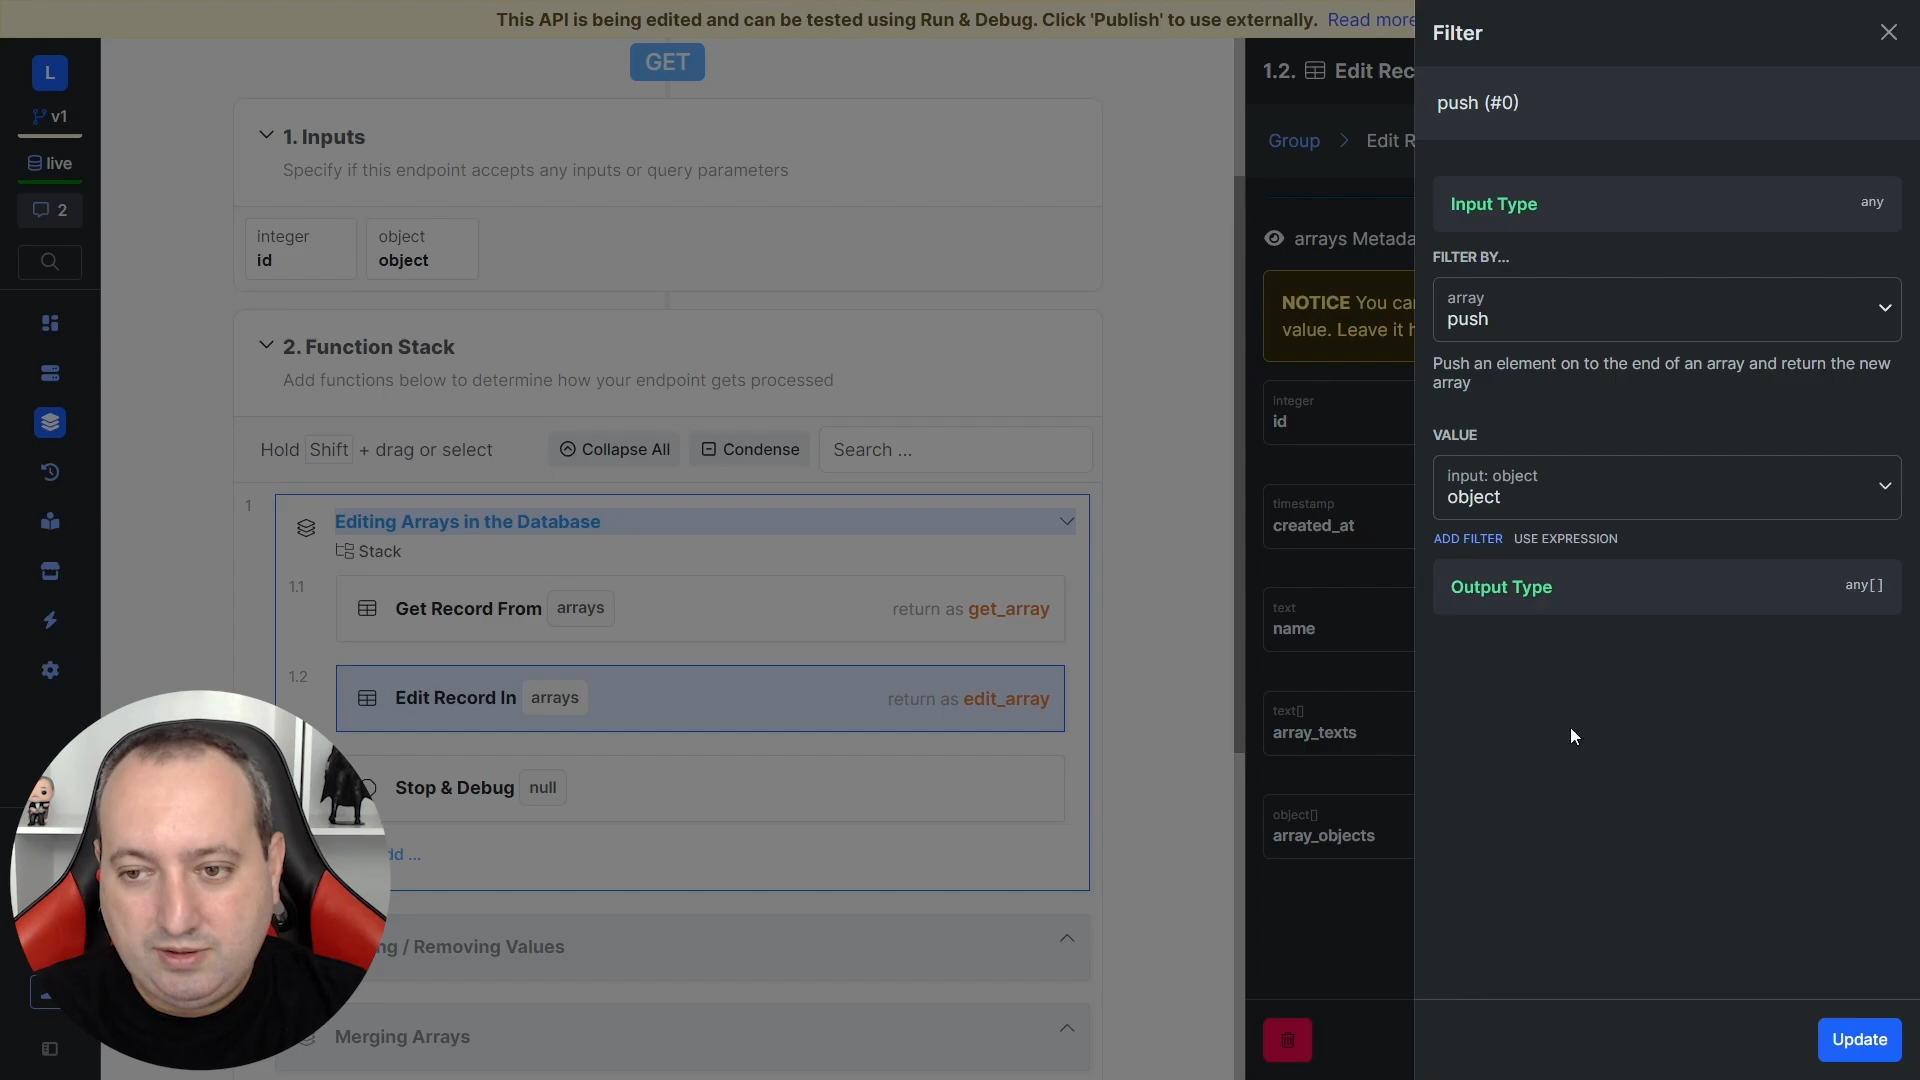 This API is being edited and can be tested using Run & Debug. Click 'Publish' to use externally. Read more
L
v1
live
2
GET
1. Inputs
Specify if this endpoint accepts any inputs or query parameters
integer
id
object
object
2. Function Stack
Add functions below to determine how your endpoint gets processed
Hold Shift + drag or select
Collapse All
Condense
Search ...
1
Editing Arrays in the Database
Stack
1.1
Get Record From arrays
return as get_array
1.2
Edit Record In arrays
return as edit_array
Stop & Debug null
dd ...
ng / Removing Values
Merging Arrays
1.2. Edit Rec
Group > Edit R
arrays Metada
NOTICE You ca
value. Leave it h
integer
id
timestamp
created_at
text
name
text[]
array_texts
object[]
array_objects
Filter
push (#0)
Input Type
any
FILTER BY...
array
push
Push an element on to the end of an array and return the new
array
VALUE
input: object
object
ADD FILTER USE EXPRESSION
Output Type
any[]
Update